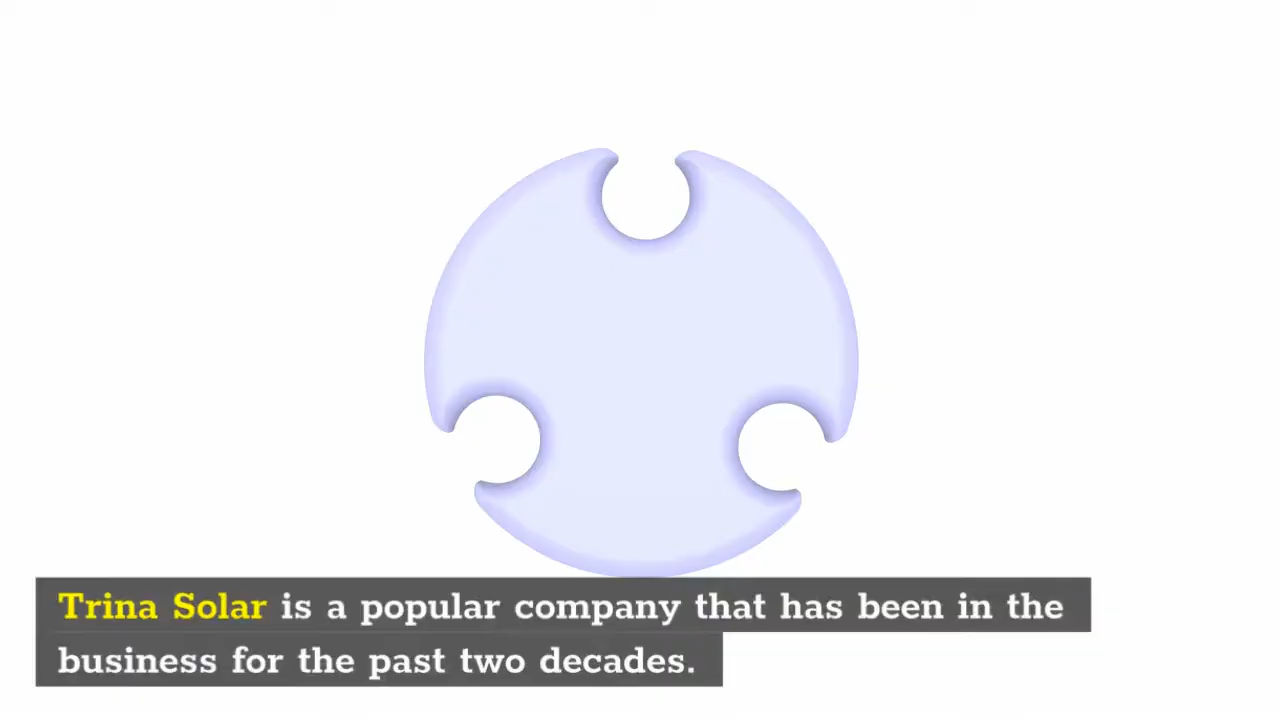 Trina Solar is a popular company that has been in the
business for the past two decades.